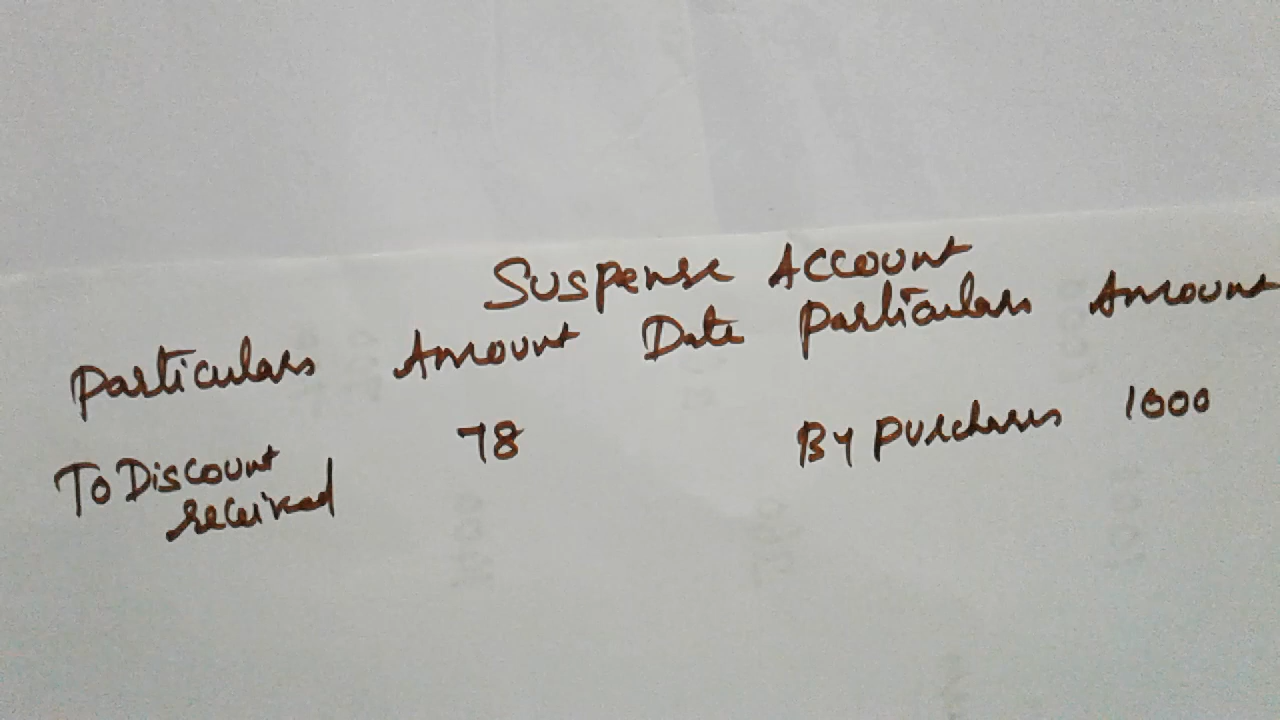 Suspense Account
Particulars Amount Date Particulars Amount
To Discount 78 By Purchases 1000
received